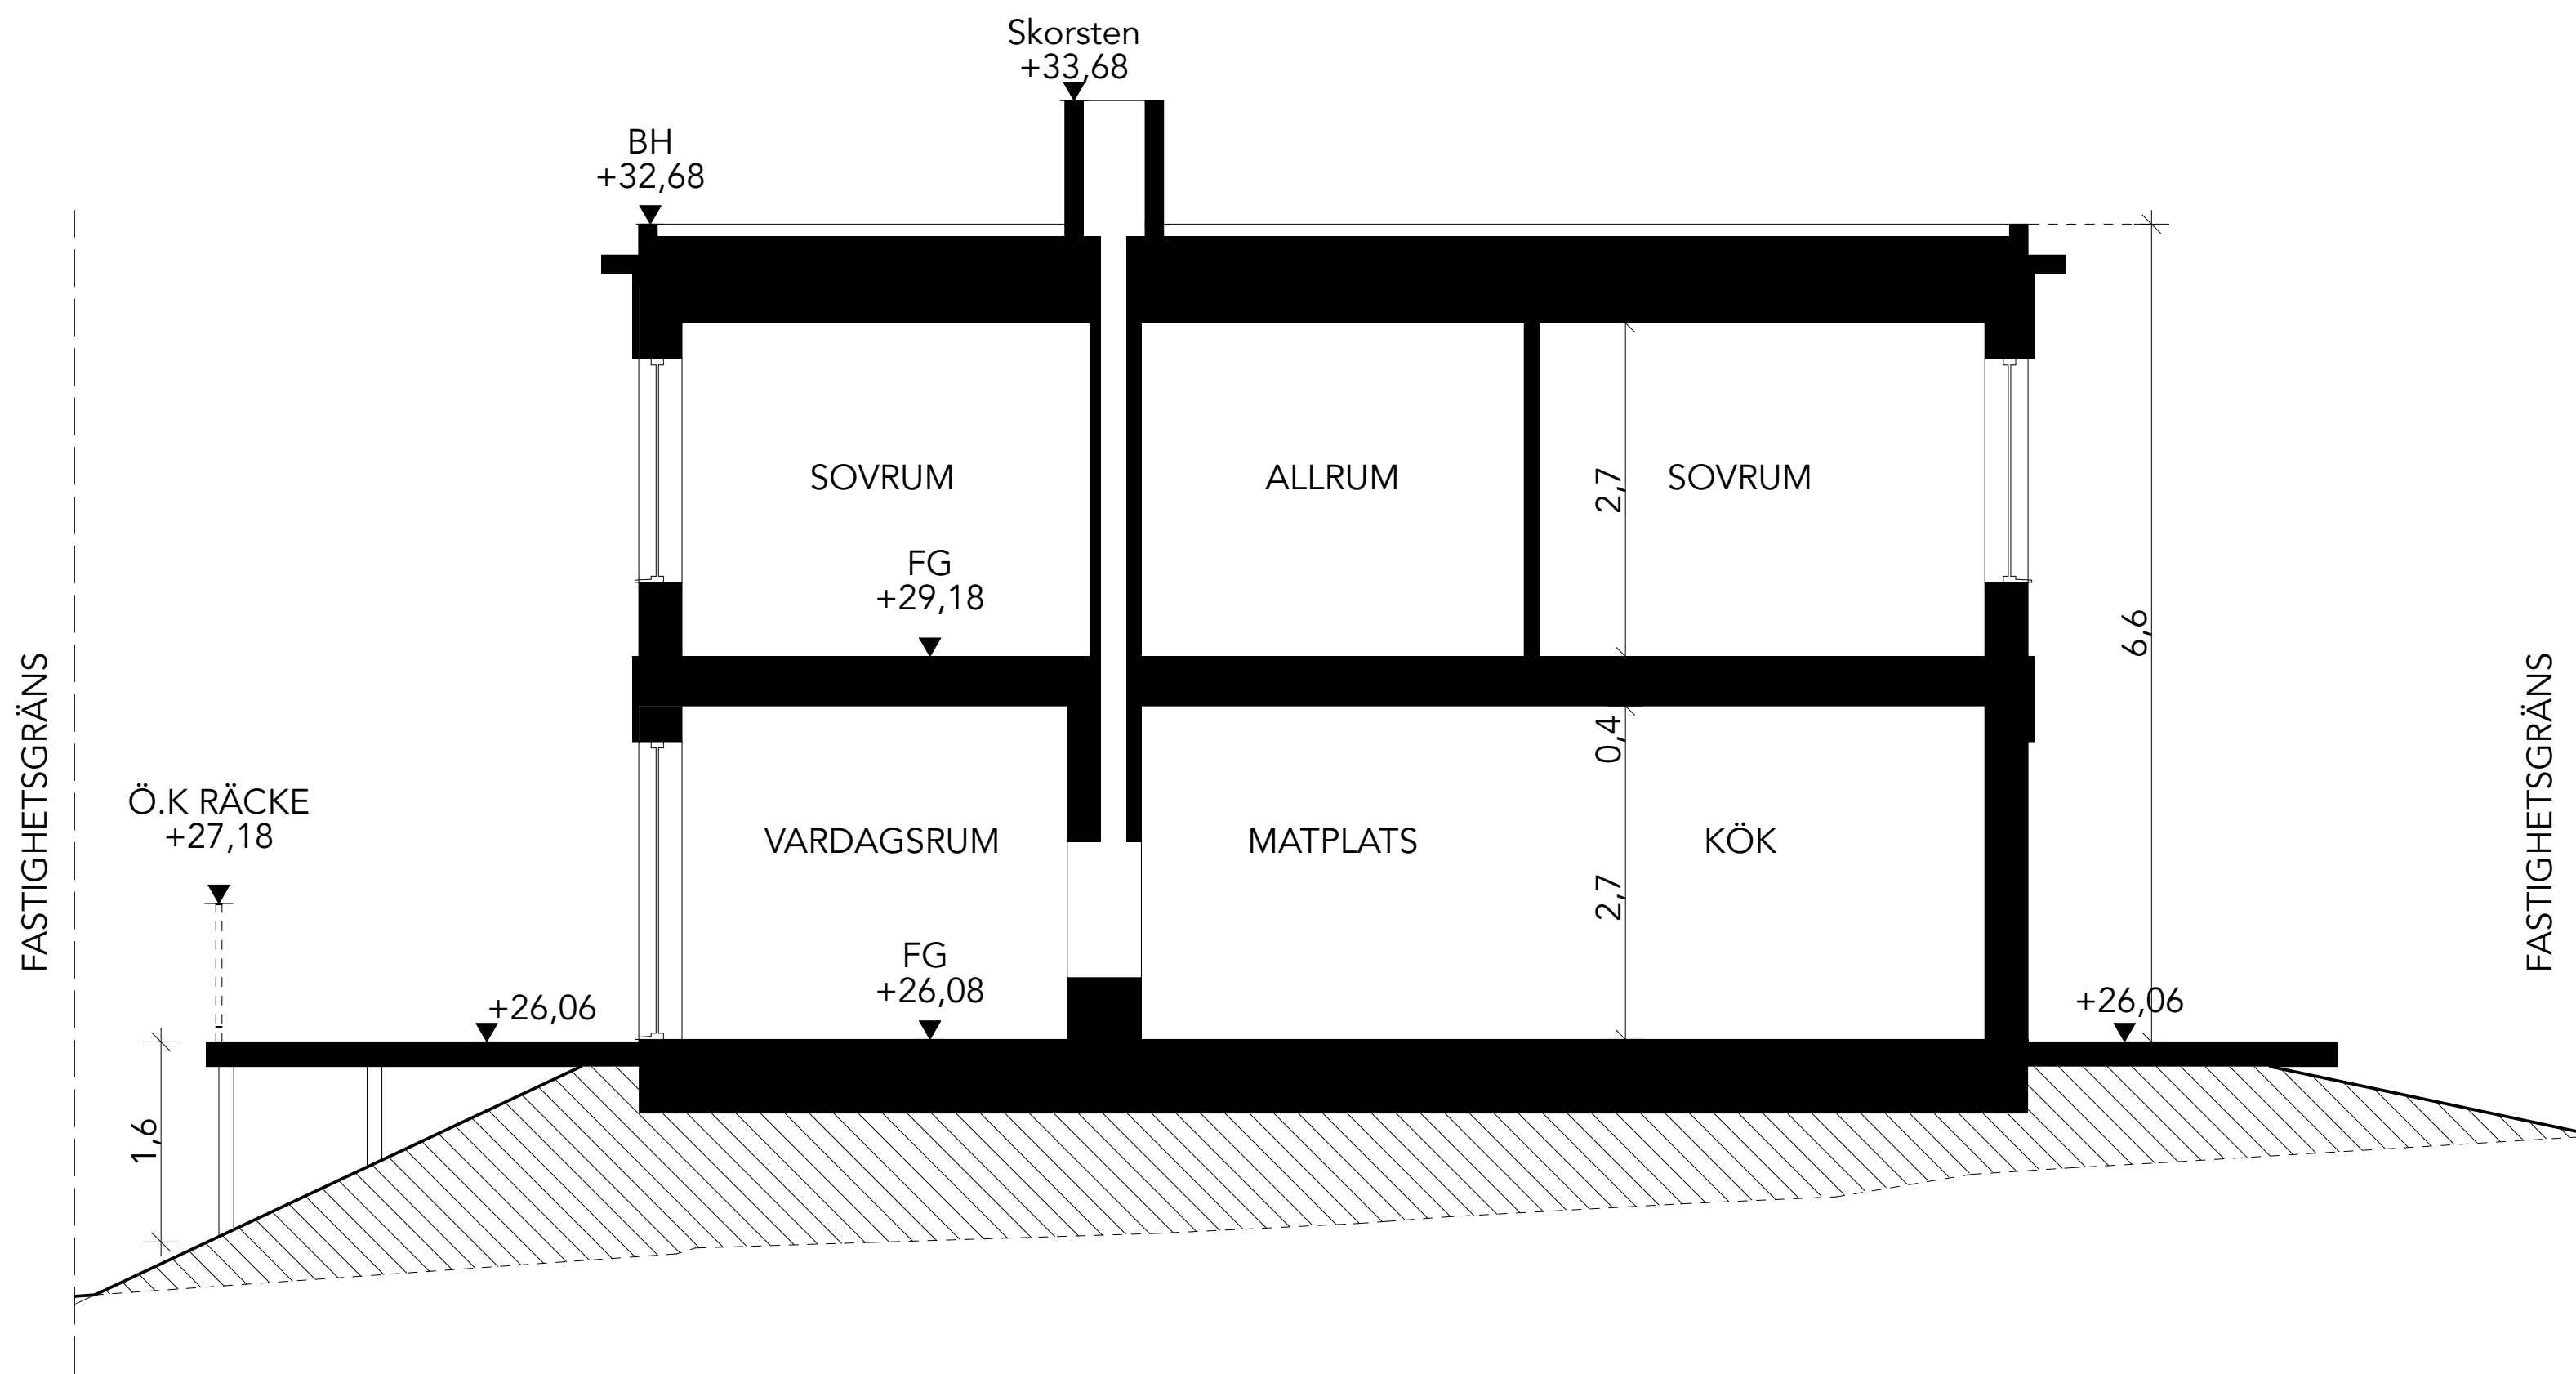 Skorsten
+33,68
BH
+32,68
SOVRUM
ALLRUM
2,7
SOVRUM
FG
+29,18
6,6
FASTIGHETSGRÄNS
FASTIGHETSGRÄNS
0,4
Ö.K RÄCKE
+27,18
VARDAGSRUM
MATPLATS
KÖK
2,7
FG
+26,08
+26,06
+26,06
1,6